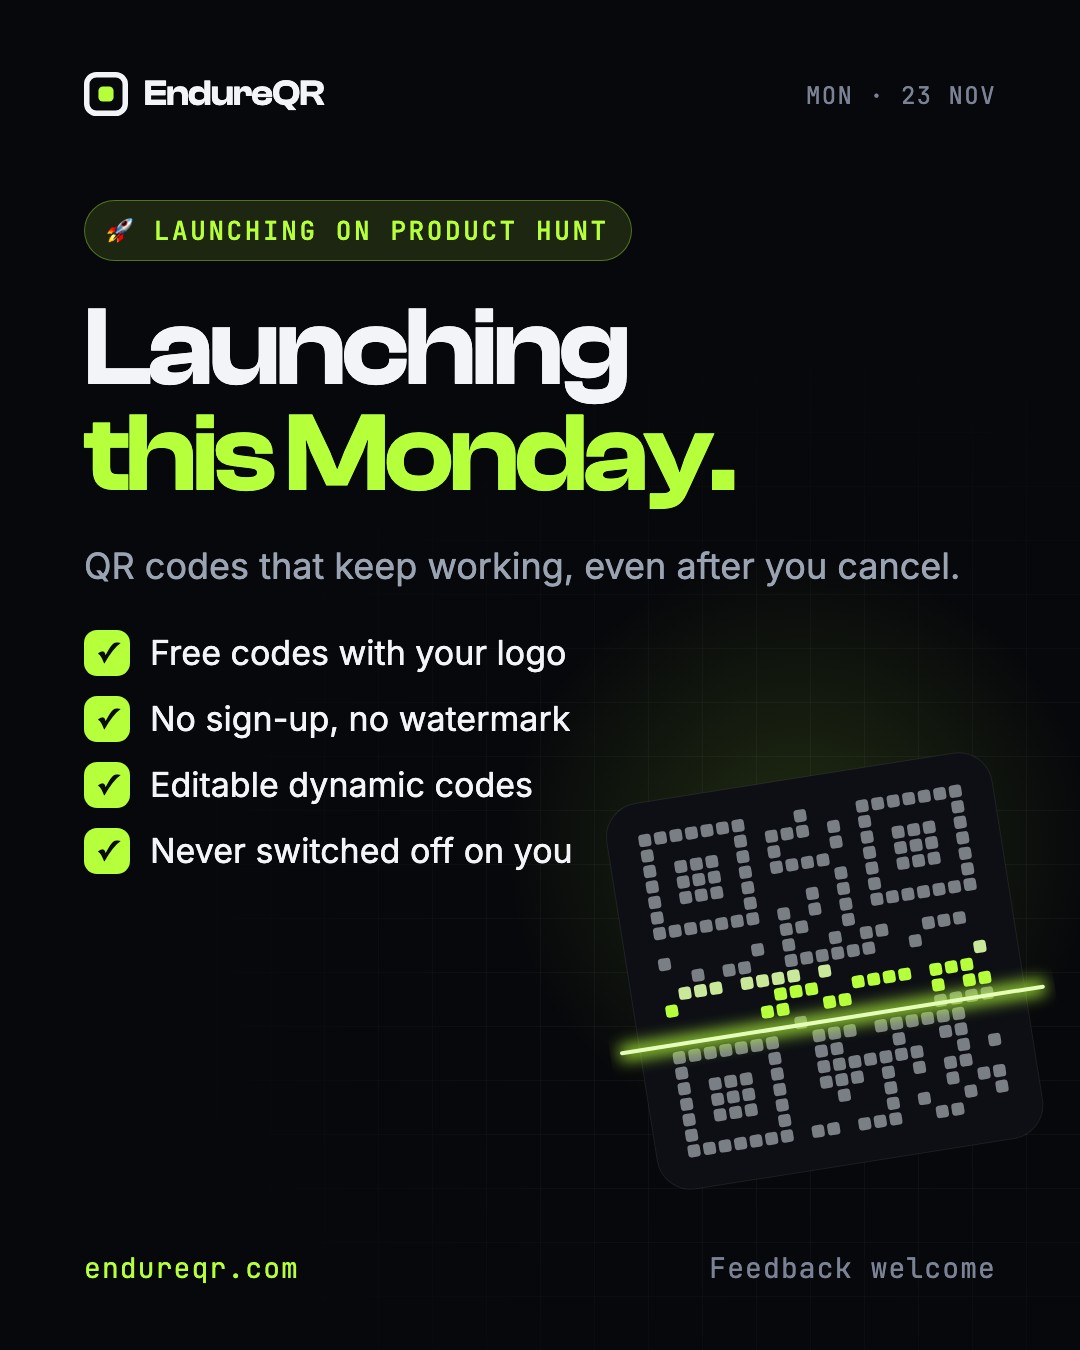 EndureQR
MON · 23 NOV
🚀 LAUNCHING ON PRODUCT HUNT
Launching
this Monday.
QR codes that keep working, even after you cancel.
✓ Free codes with your logo
✓ No sign-up, no watermark
✓ Editable dynamic codes
✓ Never switched off on you
endureqr.com
Feedback welcome